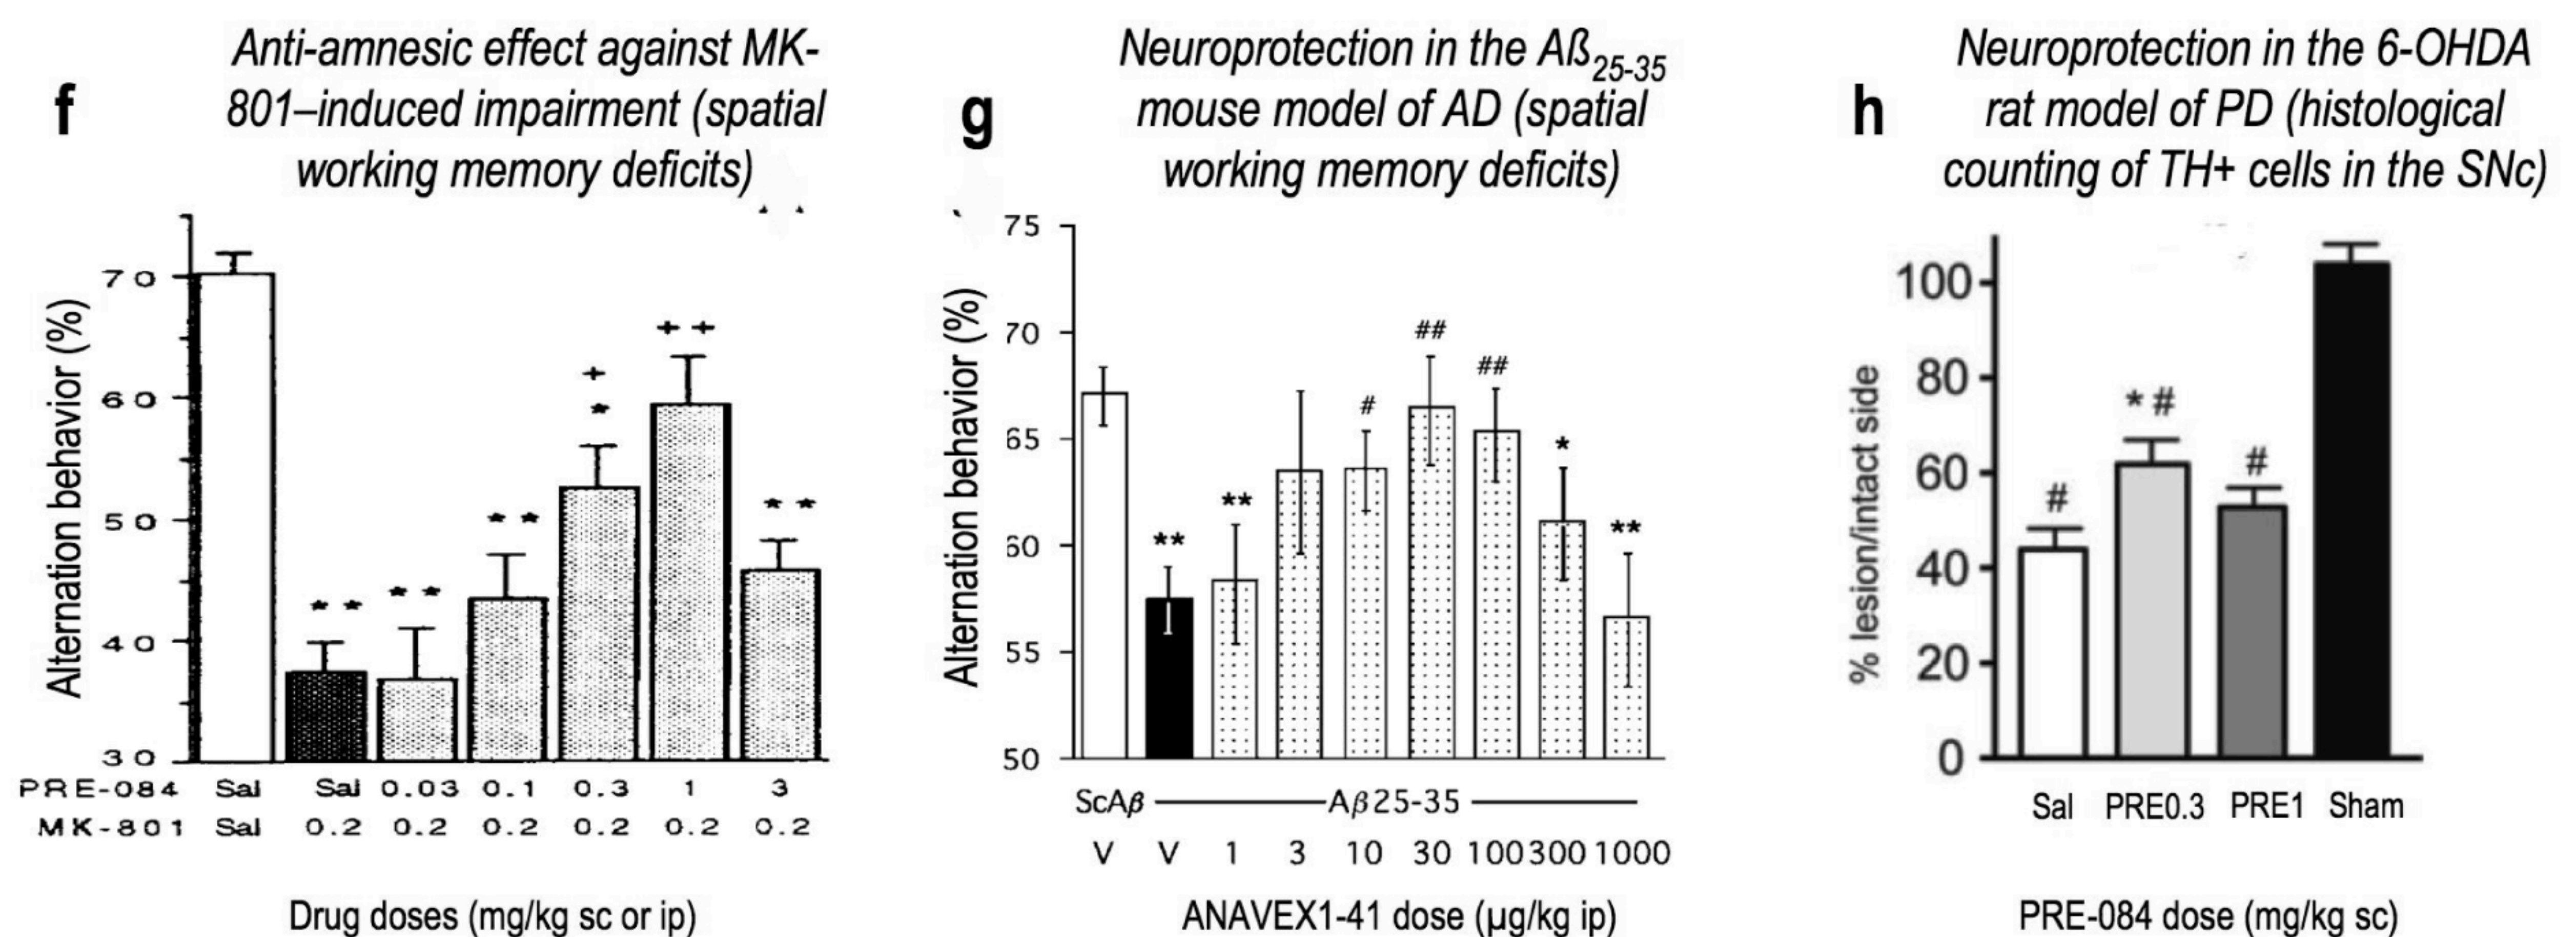 f
Anti-amnesic effect against MK-
801–induced impairment (spatial
working memory deficits)
Alternation behavior (%)
70
60
50
40
30
++
+
*
**
**
**
**
PRE-084 Sal Sal 0.03 0.1 0.3 1 3
MK-801 Sal 0.2 0.2 0.2 0.2 0.2 0.2
Drug doses (mg/kg sc or ip)
g
Neuroprotection in the Aß25-35
mouse model of AD (spatial
working memory deficits)
Alternation behavior (%)
75
70
65
60
55
50
##
##
#
*
**
**
**
ScAβ Aβ25-35
V V 1 3 10 30 100 300 1000
ANAVEX1-41 dose (µg/kg ip)
h
Neuroprotection in the 6-OHDA
rat model of PD (histological
counting of TH+ cells in the SNc)
% lesion/intact side
100
80
60
40
20
0
*#
#
#
Sal PRE0.3 PRE1 Sham
PRE-084 dose (mg/kg sc)